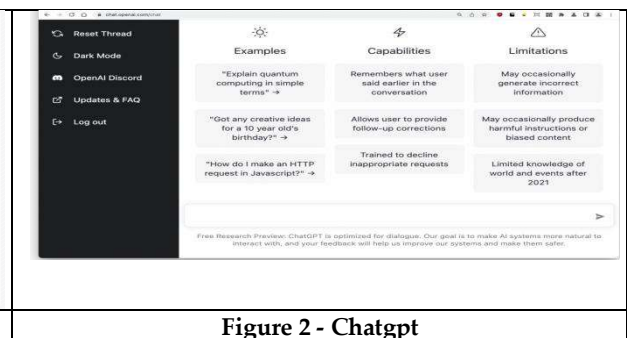 chat.openai.com/chat
Reset Thread
Dark Mode
OpenAI Discord
Updates & FAQ
Log out
Examples
"Explain quantum
computing in simple
terms" →
"Got any creative ideas
for a 10 year old's
birthday?" →
"How do I make an HTTP
request in Javascript?" →
Capabilities
Remembers what user
said earlier in the
conversation
Allows user to provide
follow-up corrections
Trained to decline
inappropriate requests
Limitations
May occasionally
generate incorrect
information
May occasionally produce
harmful instructions or
biased content
Limited knowledge of
world and events after
2021
Free Research Preview: ChatGPT is optimized for dialogue. Our goal is to make AI systems more natural to
interact with, and your feedback will help us improve our systems and make them safer.
Figure 2 - Chatgpt